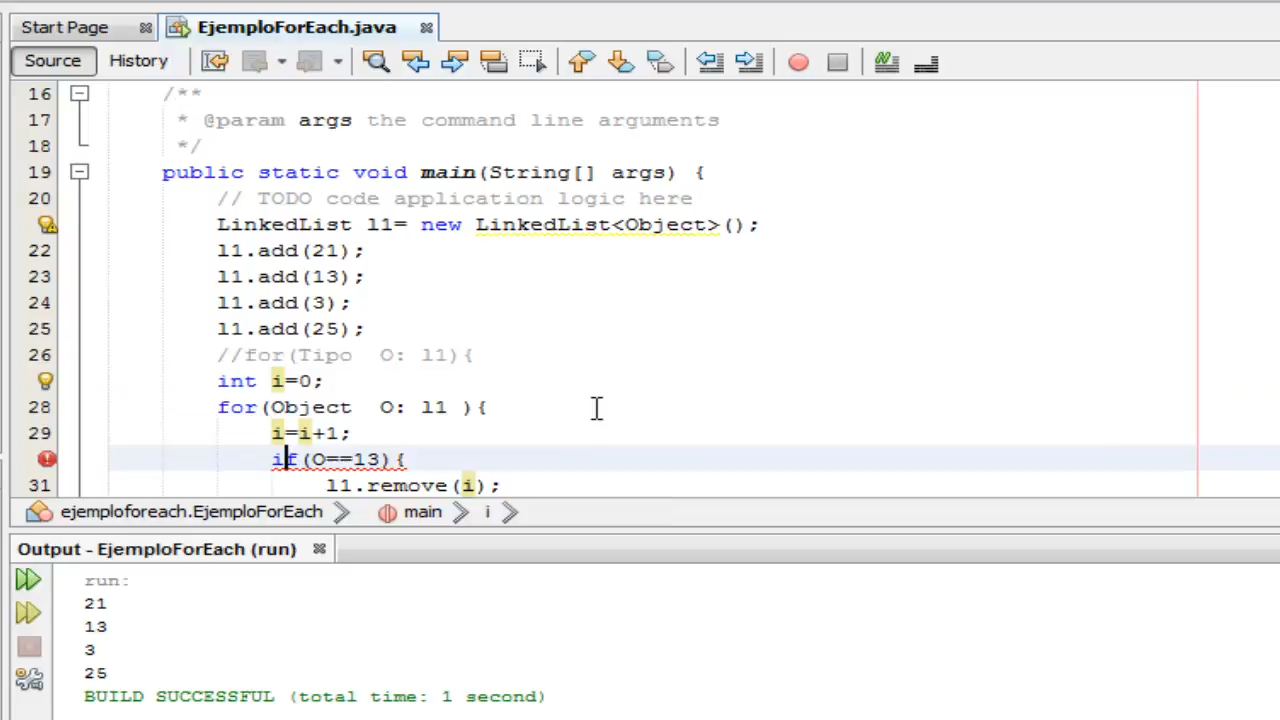 Start Page EjemploForEach.java
Source History
16 /**
17 * @param args the command line arguments
18 */
19 public static void main(String[] args) {
20 // TODO code application logic here
LinkedList l1= new LinkedList<Object>();
22 l1.add(21);
23 l1.add(13);
24 l1.add(3);
25 l1.add(25);
26 //for(Tipo O: l1){
int i=0;
28 for(Object O: l1 ){
29 i=i+1;
if(O==13){
31 l1.remove(i);
ejemploforeach.EjemploForEach main i
Output - EjemploForEach (run)
run:
21
13
3
25
BUILD SUCCESSFUL (total time: 1 second)